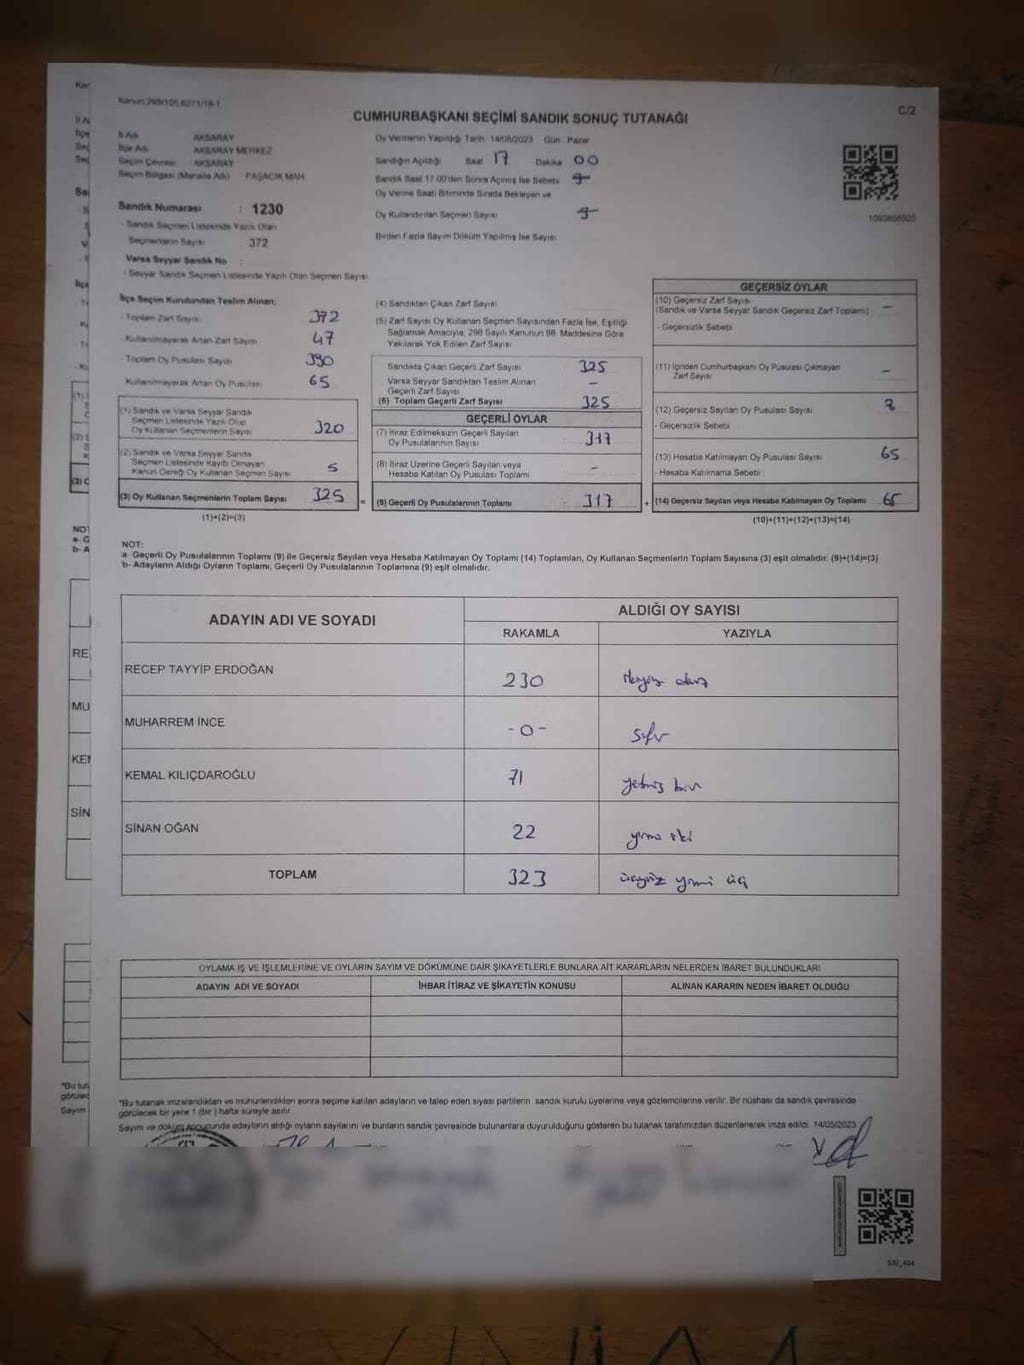 Kanun:298/105,6271/18-1
C/2
CUMHURBAŞKANI SEÇİMİ SANDIK SONUÇ TUTANAĞI
İl Adı AKSARAY
İlçe Adı AKSARAY MERKEZ
Seçim Çevresi : AKSARAY
Seçim Bölgesi (Mahalle Adı) PAŞACIK MAH.
Oy Vermenin Yapıldığı Tarih 14/05/2023 Gün Pazar
Sandığın Açıldığı Saat 17 Dakika 00
Sandık Saat 17.00'den Sonra Açılmış İse Sebebi
Oy Verme Saati Bitiminde Sırada Bekleyen ve
Oy Kullandırılan Seçmen Sayısı
Birden Fazla Sayım Döküm Yapılmış İse Sayısı
1093656925
Sandık Numarası : 1230
- Sandık Seçmen Listesinde Yazılı Olan
Seçmenlerin Sayısı 372
Varsa Seyyar Sandık No :
- Seyyar Sandık Seçmen Listesinde Yazılı Olan Seçmen Sayısı
İlçe Seçim Kurulundan Teslim Alınan;
- Toplam Zarf Sayısı 372
- Kullanılmayarak Artan Zarf Sayısı 47
- Toplam Oy Pusulası Sayısı 390
Kullanılmayarak Artan Oy Pusulası 65
(1) Sandık ve Varsa Seyyar Sandık
Seçmen Listesinde Yazılı Olup
Oy Kullanan Seçmenlerin Sayısı 320
(2) Sandık ve Varsa Seyyar Sandık
Seçmen Listesinde Kayıtlı Olmayan
Kanun Gereği Oy Kullanan Seçmen Sayısı 5
(3) Oy Kullanan Seçmenlerin Toplam Sayısı 325
(1)+(2)=(3)
(4) Sandıktan Çıkan Zarf Sayısı
(5) Zarf Sayısı Oy Kullanan Seçmen Sayısından Fazla İse, Eşitliği
Sağlamak Amacıyla, 298 Sayılı Kanunun 98. Maddesine Göre
Yakılarak Yok Edilen Zarf Sayısı
Sandıkta Çıkan Geçerli Zarf Sayısı 325
Varsa Seyyar Sandıktan Teslim Alınan
Geçerli Zarf Sayısı -
(6) Toplam Geçerli Zarf Sayısı 325
GEÇERLİ OYLAR
(7) İtiraz Edilmeksizin Geçerli Sayılan
Oy Pusulalarının Sayısı 317
(8) İtiraz Üzerine Geçerli Sayılan veya
Hesaba Katılan Oy Pusulası Toplamı -
= (9) Geçerli Oy Pusulalarının Toplamı 317
GEÇERSİZ OYLAR
(10) Geçersiz Zarf Sayısı
(Sandık ve Varsa Seyyar Sandık Geçersiz Zarf Toplamı) -
- Geçersizlik Sebebi
(11) İçinden Cumhurbaşkanı Oy Pusulası Çıkmayan
Zarf Sayısı -
(12) Geçersiz Sayılan Oy Pusulası Sayısı
- Geçersizlik Sebebi
(13) Hesaba Katılmayan Oy Pusulası Sayısı 65
- Hesaba Katılmama Sebebi
+ (14) Geçersiz Sayılan veya Hesaba Katılmayan Oy Toplamı 65
(10)+(11)+(12)+(13)=(14)
NOT:
a- Geçerli Oy Pusulalarının Toplamı (9) ile Geçersiz Sayılan veya Hesaba Katılmayan Oy Toplamı (14) Toplamları, Oy Kullanan Seçmenlerin Toplam Sayısına (3) eşit olmalıdır. (9)+(14)=(3)
b- Adayların Aldığı Oyların Toplamı, Geçerli Oy Pusulalarının Toplamına (9) eşit olmalıdır.
ADAYIN ADI VE SOYADI
ALDIĞI OY SAYISI
RAKAMLA YAZIYLA
RECEP TAYYİP ERDOĞAN 230
MUHARREM İNCE -0- sıfır
KEMAL KILIÇDAROĞLU 71 yetmiş bir
SİNAN OĞAN 22 yirmi iki
TOPLAM 323 üçyüz yirmi üç
OYLAMA İŞ VE İŞLEMLERİNE VE OYLARIN SAYIM VE DÖKÜMÜNE DAİR ŞİKAYETLERLE BUNLARA AİT KARARLARIN NELERDEN İBARET BULUNDUKLARI
ADAYIN ADI VE SOYADI İHBAR İTİRAZ VE ŞİKAYETİN KONUSU ALINAN KARARIN NEDEN İBARET OLDUĞU
*Bu tutanak imzalandıktan ve mühürlendikten sonra seçime katılan adayların ve talep eden siyasi partilerin sandık kurulu üyelerine veya gözlemcilerine verilir. Bir nüshası da sandık çevresinde
görülecek bir yere 1 (bir) hafta süreyle asılır.
Sayım ve döküm sonucunda adayların aldığı oyların sayılarını ve bunların sandık çevresinde bulunanlara duyurulduğunu gösteren bu tutanak tarafımızdan düzenlenerek imza edildi. 14/05/2023